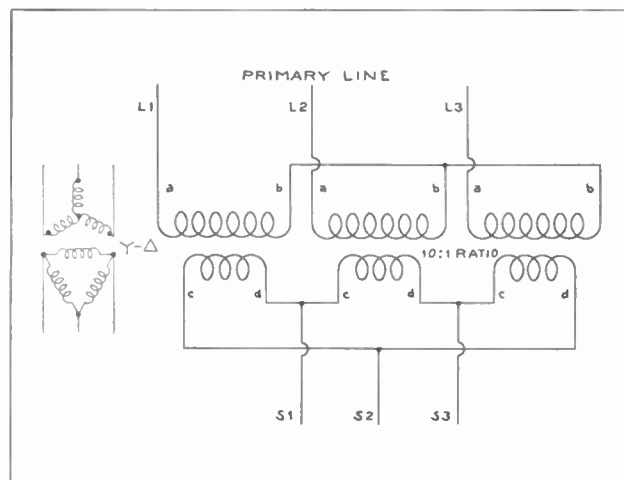 PRIMARY LINE
L1 L2 L3
a b a b a b
Y-Δ
10:1 RATIO
c d c d c d
S1 S2 S3